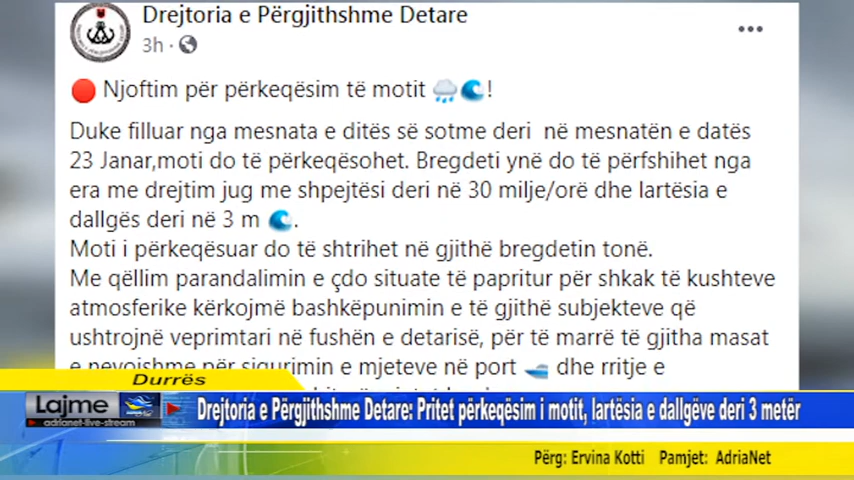 Drejtoria e Përgjithshme Detare
3h ·
Njoftim për përkeqësim të motit 🌧️🌊!
Duke filluar nga mesnata e ditës së sotme deri në mesnatën e datës
23 Janar,moti do të përkeqësohet. Bregdeti ynë do të përfshihet nga
era me drejtim jug me shpejtësi deri në 30 milje/orë dhe lartësia e
dallgës deri në 3 m 🌊.
Moti i përkeqësuar do të shtrihet në gjithë bregdetin tonë.
Me qëllim parandalimin e çdo situate të papritur për shkak të kushteve
atmosferike kërkojmë bashkëpunimin e të gjithë subjekteve që
ushtrojnë veprimtari në fushën e detarisë, për të marrë të gjitha masat
e nevojshme për sigurimin e mjeteve në port 🚤 dhe rritje e
Durrës
Lajme
adrianet-live-stream
Drejtoria e Përgjithshme Detare: Pritet përkeqësim i motit, lartësia e dallgëve deri 3 metër
Përg: Ervina Kotti Pamjet: AdriaNet